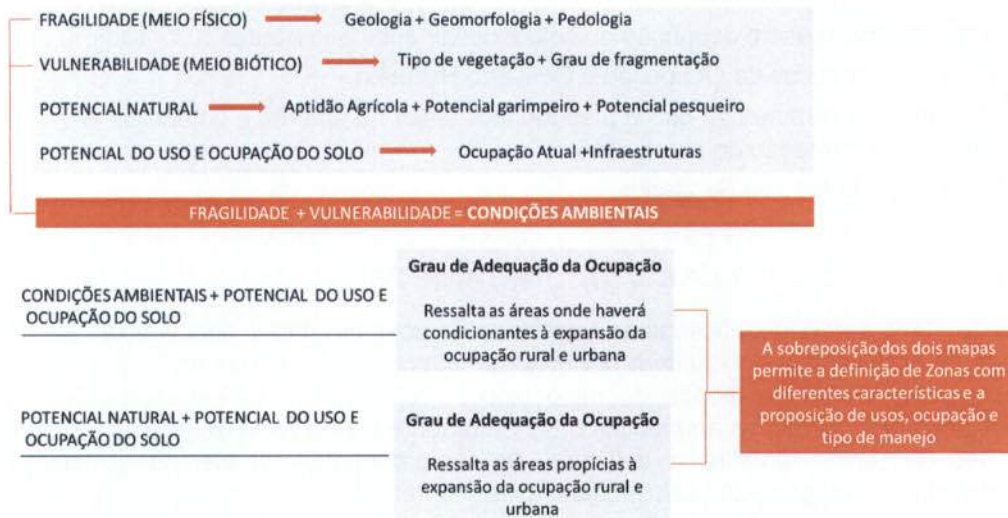 FRAGILIDADE (MEIO FÍSICO) Geologia + Geomorfologia + Pedologia
VULNERABILIDADE (MEIO BIÓTICO) Tipo de vegetação + Grau de fragmentação
POTENCIAL NATURAL Aptidão Agrícola + Potencial garimpeiro + Potencial pesqueiro
POTENCIAL DO USO E OCUPAÇÃO DO SOLO Ocupação Atual +Infraestruturas
FRAGILIDADE + VULNERABILIDADE = CONDIÇÕES AMBIENTAIS
CONDIÇÕES AMBIENTAIS + POTENCIAL DO USO E
OCUPAÇÃO DO SOLO
Grau de Adequação da Ocupação
Ressalta as áreas onde haverá
condicionantes à expansão da
ocupação rural e urbana
POTENCIAL NATURAL + POTENCIAL DO USO E
OCUPAÇÃO DO SOLO
Grau de Adequação da Ocupação
Ressalta as áreas propícias à
expansão da ocupação rural e
urbana
A sobreposição dos dois mapas
permite a definição de Zonas com
diferentes características e a
proposição de usos, ocupação e
tipo de manejo